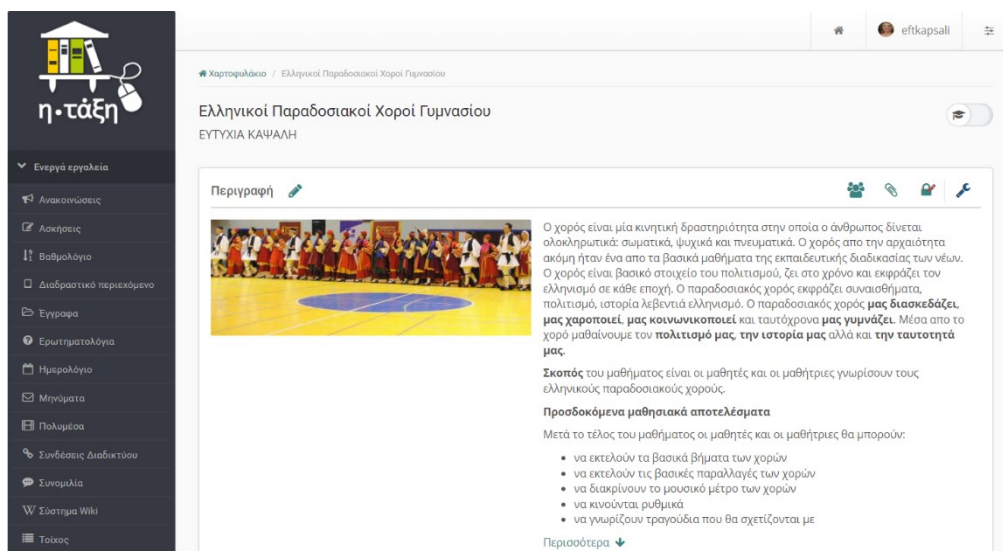 η•τάξη
eftkapsali
Χαρτοφυλάκιο / Ελληνικοί Παραδοσιακοί Χοροί Γυμνασίου
Ελληνικοί Παραδοσιακοί Χοροί Γυμνασίου
ΕΥΤΥΧΙΑ ΚΑΨΑΛΗ
Ενεργά εργαλεία
Ανακοινώσεις
Ασκήσεις
Βαθμολόγιο
Διαδραστικό περιεχόμενο
Έγγραφα
Ερωτηματολόγια
Ημερολόγιο
Μηνύματα
Πολυμέσα
Συνδέσεις Διαδικτύου
Συνομιλία
Σύστημα Wiki
Τοίχος
Περιγραφή
Ο χορός είναι μία κινητική δραστηριότητα στην οποία ο άνθρωπος δίνεται
ολοκληρωτικά: σωματικά, ψυχικά και πνευματικά. Ο χορός απο την αρχαιότητα
ακόμη ήταν ένα απο τα βασικά μαθήματα της εκπαιδευτικής διαδικασίας των νέων.
Ο χορός είναι βασικό στοιχείο του πολιτισμού, ζει στο χρόνο και εκφράζει τον
ελληνισμό σε κάθε εποχή. Ο παραδοσιακός χορός εκφράζει συναισθήματα,
πολιτισμό, ιστορία λεβεντιά ελληνισμό. Ο παραδοσιακός χορός μας διασκεδάζει,
μας χαροποιεί, μας κοινωνικοποιεί και ταυτόχρονα μας γυμνάζει. Μέσα απο το
χορό μαθαίνουμε τον πολιτισμό μας, την ιστορία μας αλλά και την ταυτοτητά
μας.
Σκοπός του μαθήματος είναι οι μαθητές και οι μαθήτριες γνωρίσουν τους
ελληνικούς παραδοσιακούς χορούς.
Προσδοκόμενα μαθησιακά αποτελέσματα
Μετά το τέλος του μαθήματος οι μαθητές και οι μαθήτριες θα μπορούν:
• να εκτελούν τα βασικά βήματα των χορών
• να εκτελούν τις βασικές παραλλαγές των χορών
• να διακρίνουν το μουσικό μέτρο των χορών
• να κινούνται ρυθμικά
• να γνωρίζουν τραγούδια που θα σχετίζονται με
Περισσότερα